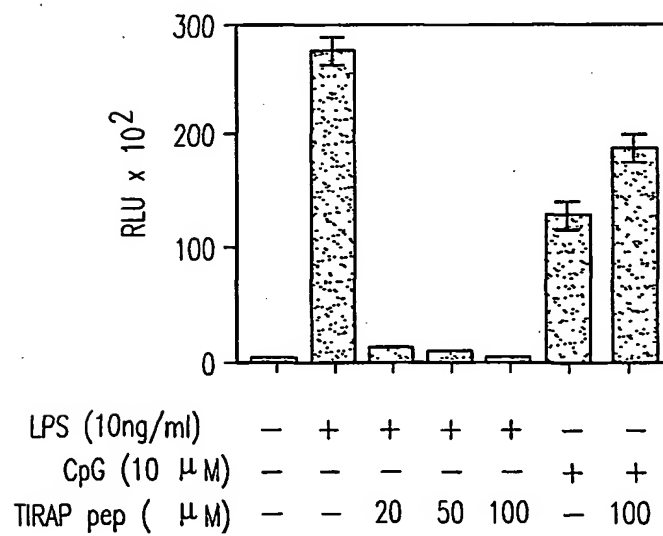 300
200
100
0
RLU x 10²
LPS (10ng/ml) – + + + + – –
CpG (10 μM) – – – – – + +
TIRAP pep ( μM) – – 20 50 100 – 100